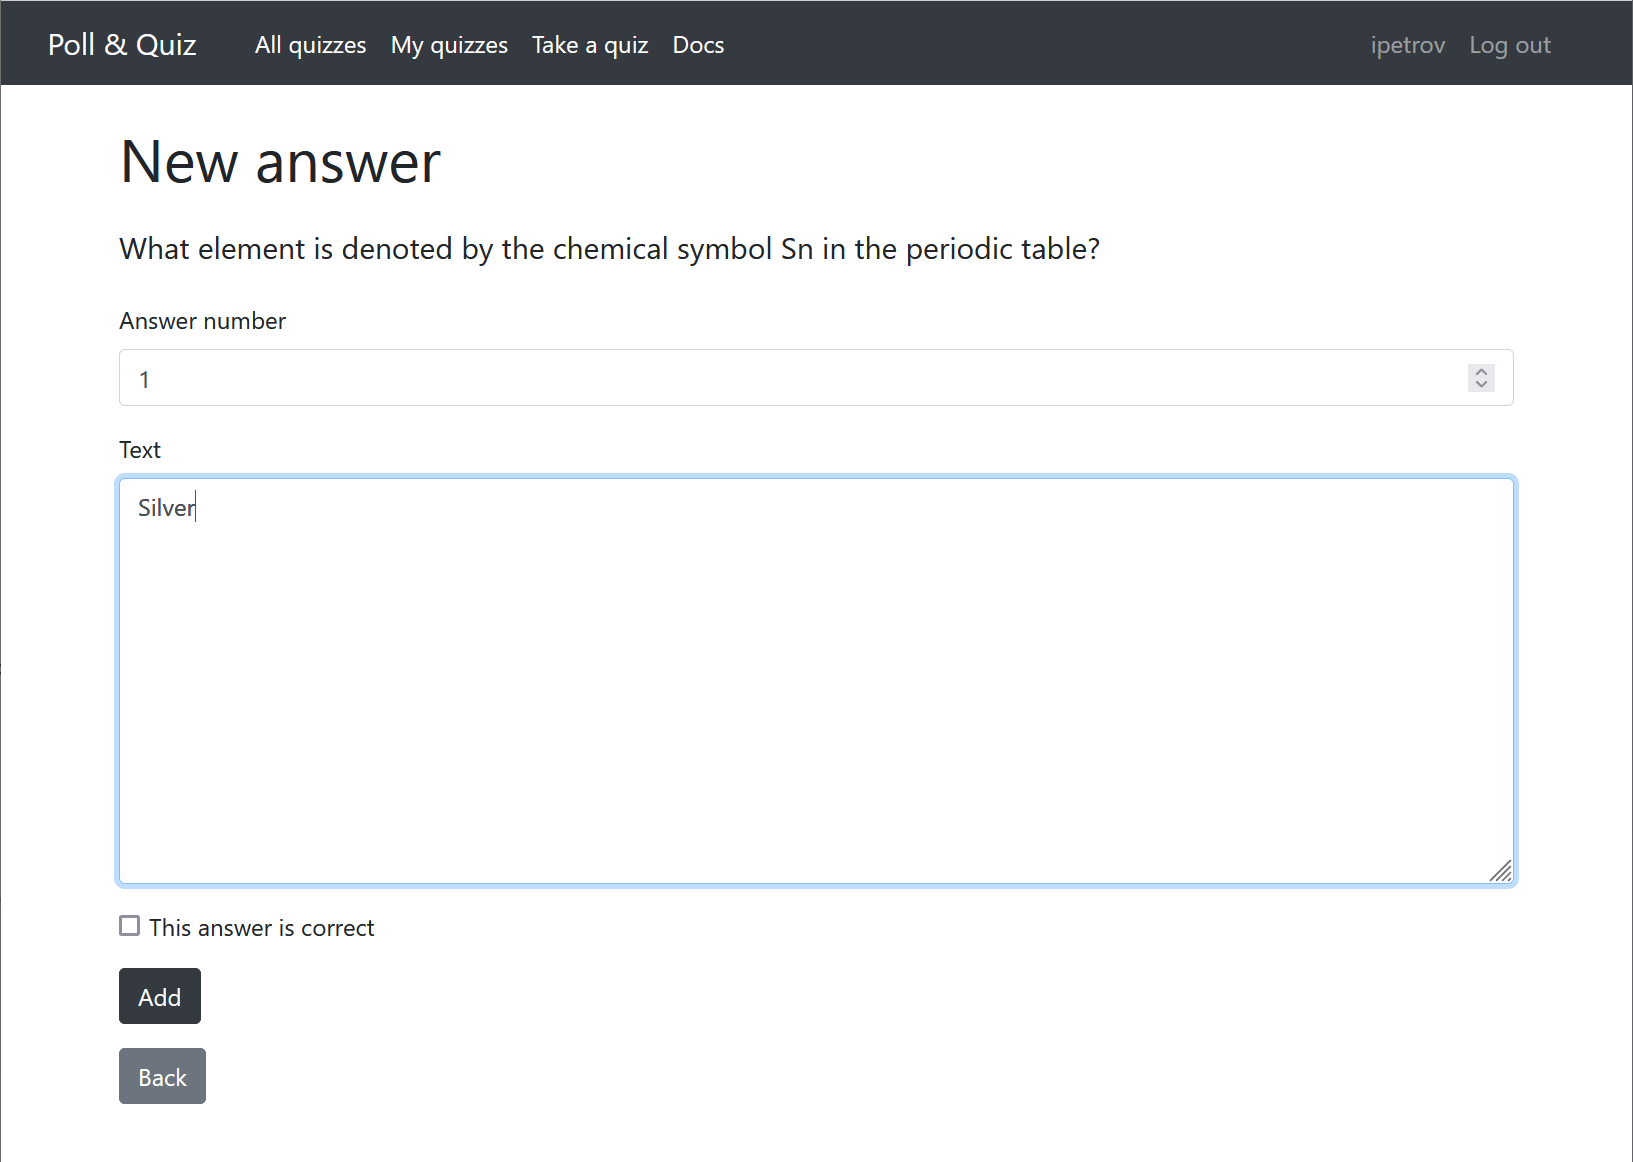 Poll & Quiz All quizzes My quizzes Take a quiz Docs ipetrov Log out
New answer
What element is denoted by the chemical symbol Sn in the periodic table?
Answer number
1
Text
Silver
This answer is correct
Add
Back